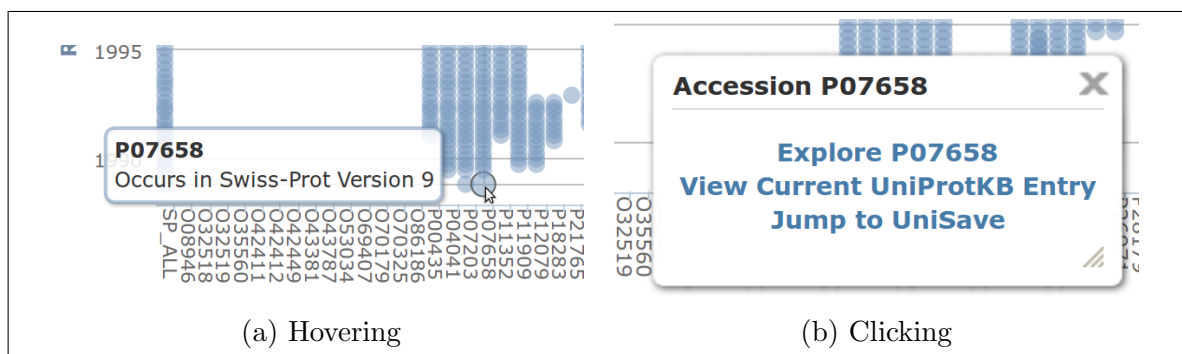 1995
1990
P07658
Occurs in Swiss-Prot Version 9
SP_ALL
O08946
O32518
O32519
O35560
O42411
O42412
O42449
O43381
O43787
O53034
O69407
O70179
O70325
O86186
P00435
P04041
P07203
P07658
P11352
P11909
P12079
P18283
P21765
(a) Hovering
Accession P07658
Explore P07658
View Current UniProtKB Entry
Jump to UniSave
O32519
O35560
(b) Clicking